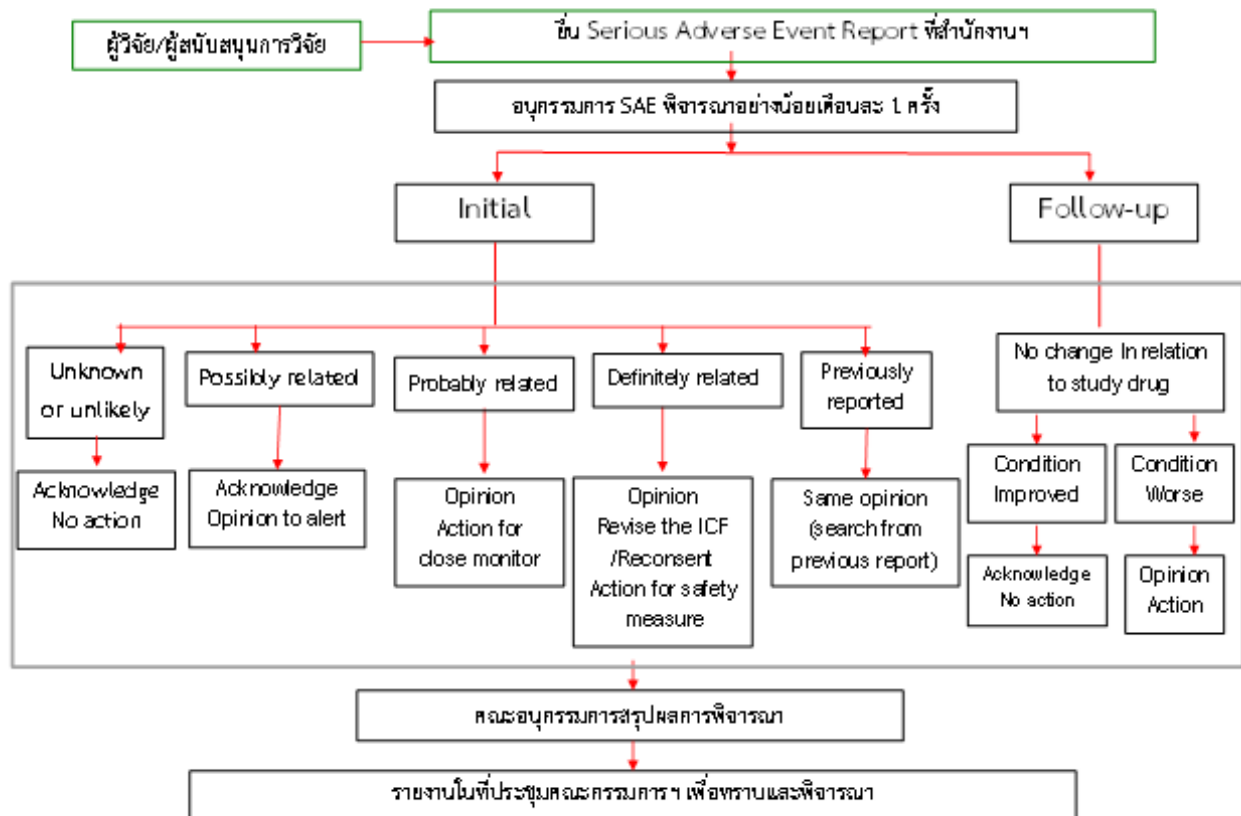 ผู้วิจัย/ผู้สนับสนุนการวิจัย
ยื่น Serious Adverse Event Report ที่สำนักงานฯ
อนุกรรมการ SAE พิจารณาอย่างน้อยเดือนละ 1 ครั้ง
Initial
Follow-up
Unknown
or unlikely
Possibly related
Probably related
Definitely related
Previously
reported
No change In relation
to study drug
Acknowledge
No action
Acknowledge
Opinion to alert
Opinion
Action for
close monitor
Opinion
Revise the ICF
/Reconsent
Action for safety
measure
Same opinion
(search from
previous report)
Condition
Improved
Condition
Worse
Acknowledge
No action
Opinion
Action
คณะอนุกรรมการสรุปผลการพิจารณา
รายงานในที่ประชุมคณะกรรมการฯ เพื่อทราบและพิจารณา